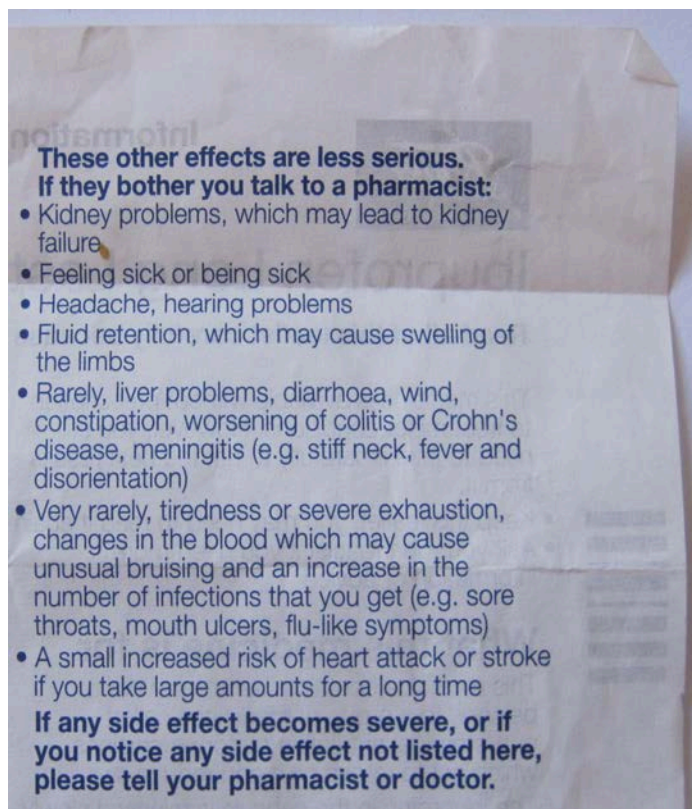 These other effects are less serious.
If they bother you talk to a pharmacist:
• Kidney problems, which may lead to kidney
failure
• Feeling sick or being sick
• Headache, hearing problems
• Fluid retention, which may cause swelling of
the limbs
• Rarely, liver problems, diarrhoea, wind,
constipation, worsening of colitis or Crohn's
disease, meningitis (e.g. stiff neck, fever and
disorientation)
• Very rarely, tiredness or severe exhaustion,
changes in the blood which may cause
unusual bruising and an increase in the
number of infections that you get (e.g. sore
throats, mouth ulcers, flu-like symptoms)
• A small increased risk of heart attack or stroke
if you take large amounts for a long time
If any side effect becomes severe, or if
you notice any side effect not listed here,
please tell your pharmacist or doctor.